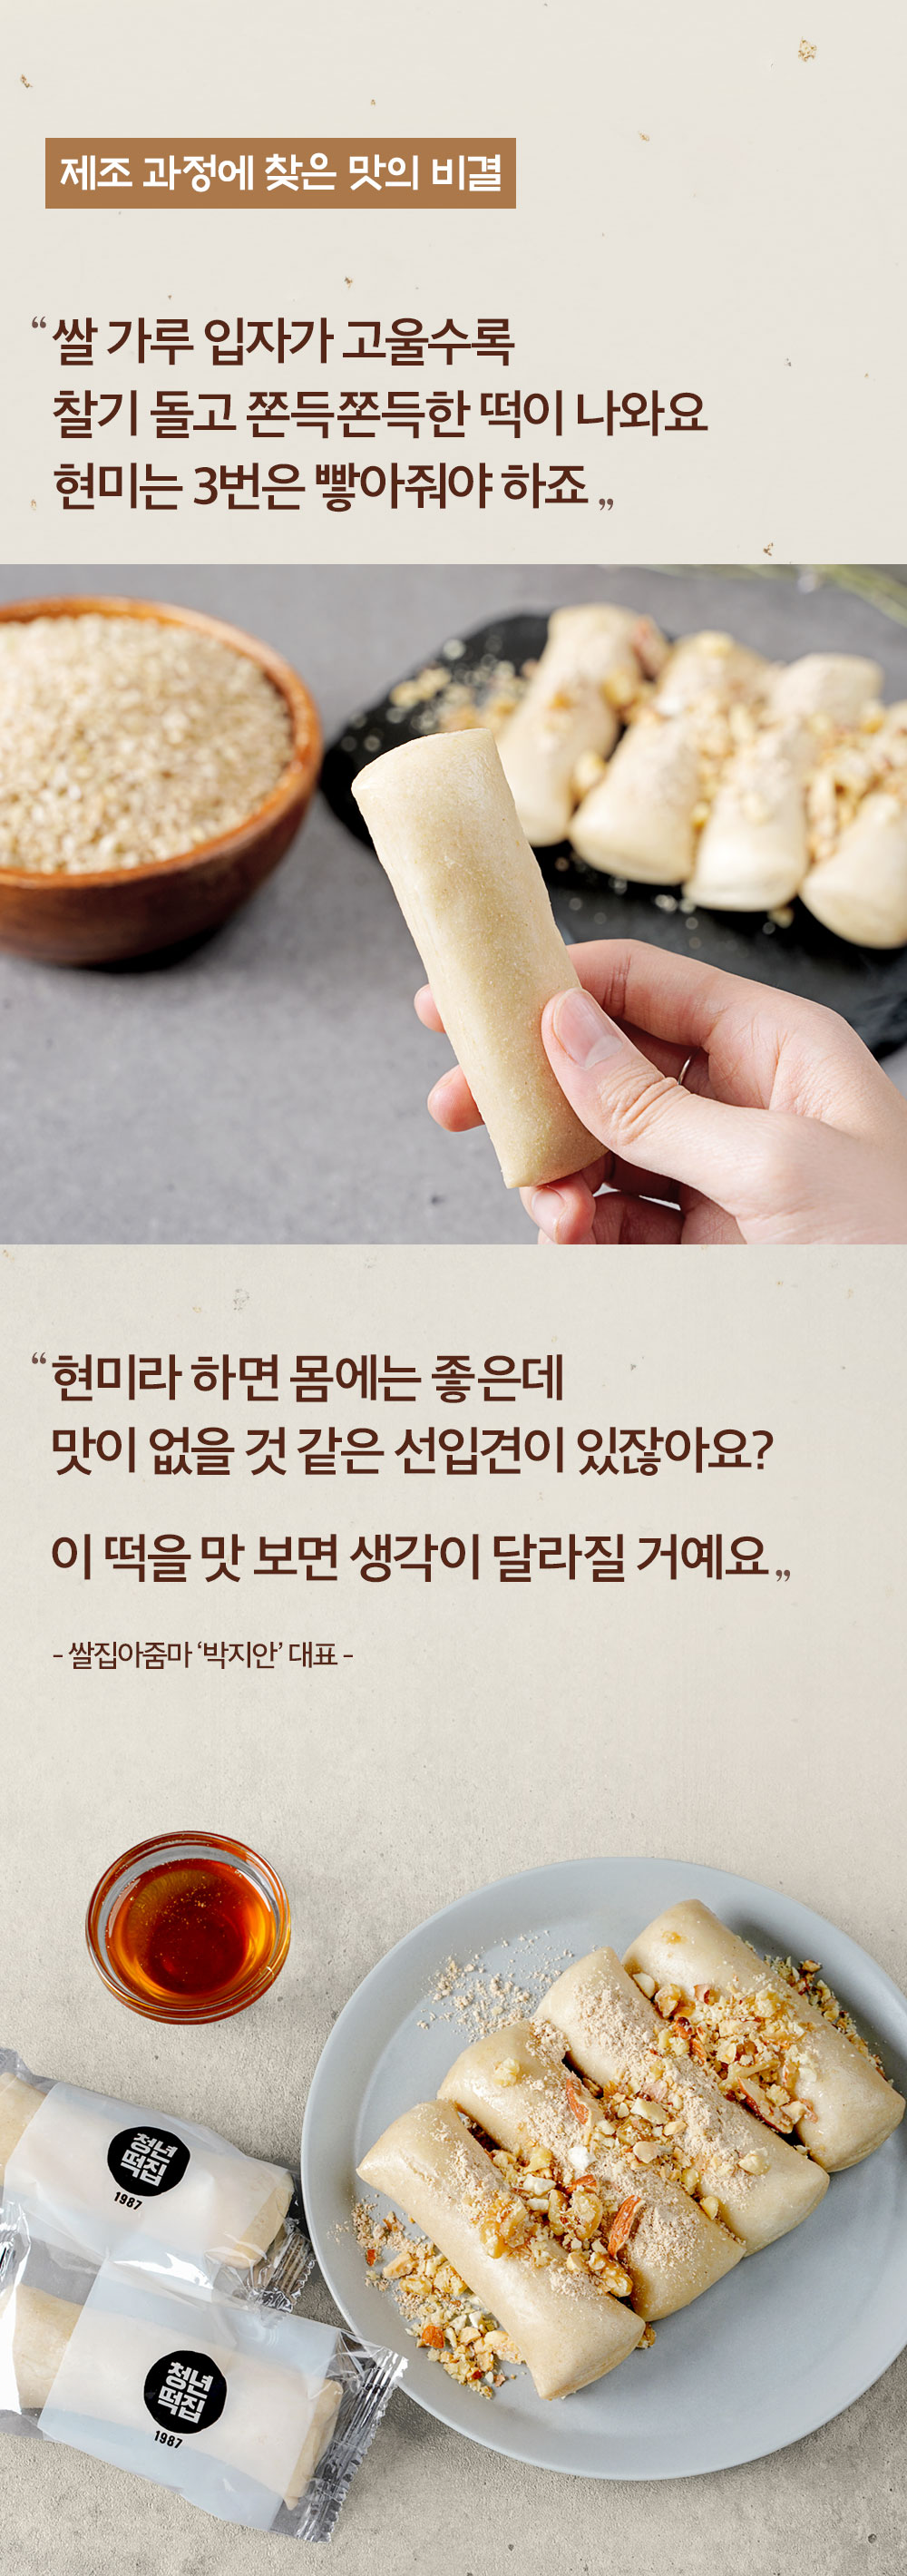 제조 과정에 찾은 맛의 비결
“쌀 가루 입자가 고울수록
찰기 돌고 쫀득쫀득한 떡이 나와요
현미는 3번은 빻아줘야 하죠„
“현미라 하면 몸에는 좋은데
맛이 없을 것 같은 선입견이 있잖아요?
이 떡을 맛 보면 생각이 달라질 거예요„
- 쌀집아줌마 ‘박지안’ 대표 -
청년
떡집
1987
청년
떡집
1987